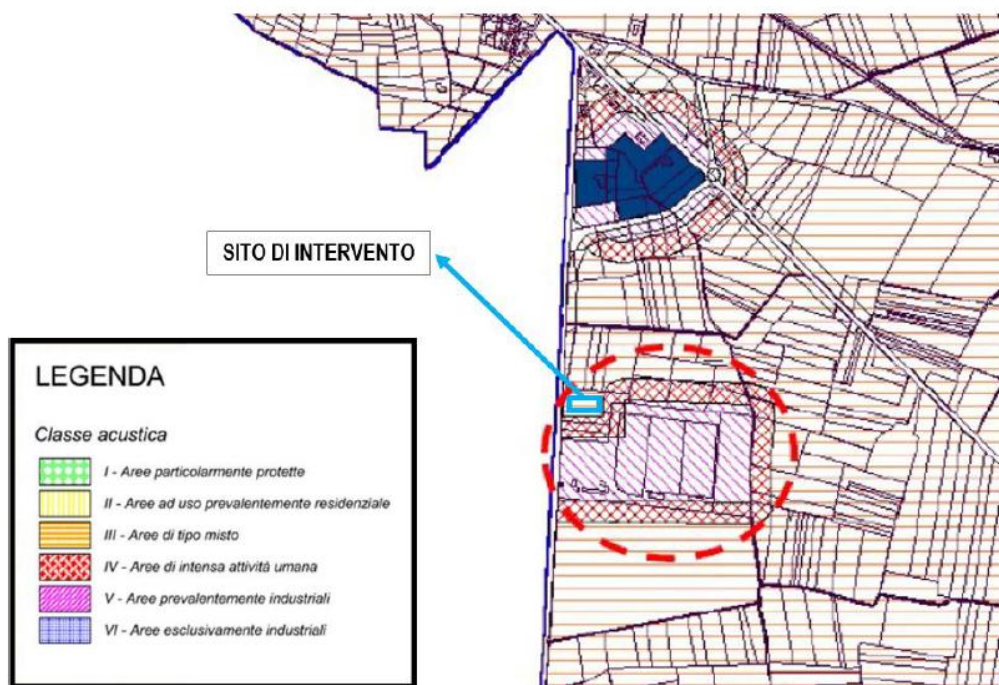 SITO DI INTERVENTO
LEGENDA
Classe acustica
I - Aree particolarmente protette
II - Aree ad uso prevalentemente residenziale
III - Aree di tipo misto
IV - Aree di intensa attività umana
V - Aree prevalentemente industriali
VI - Aree esclusivamente industriali